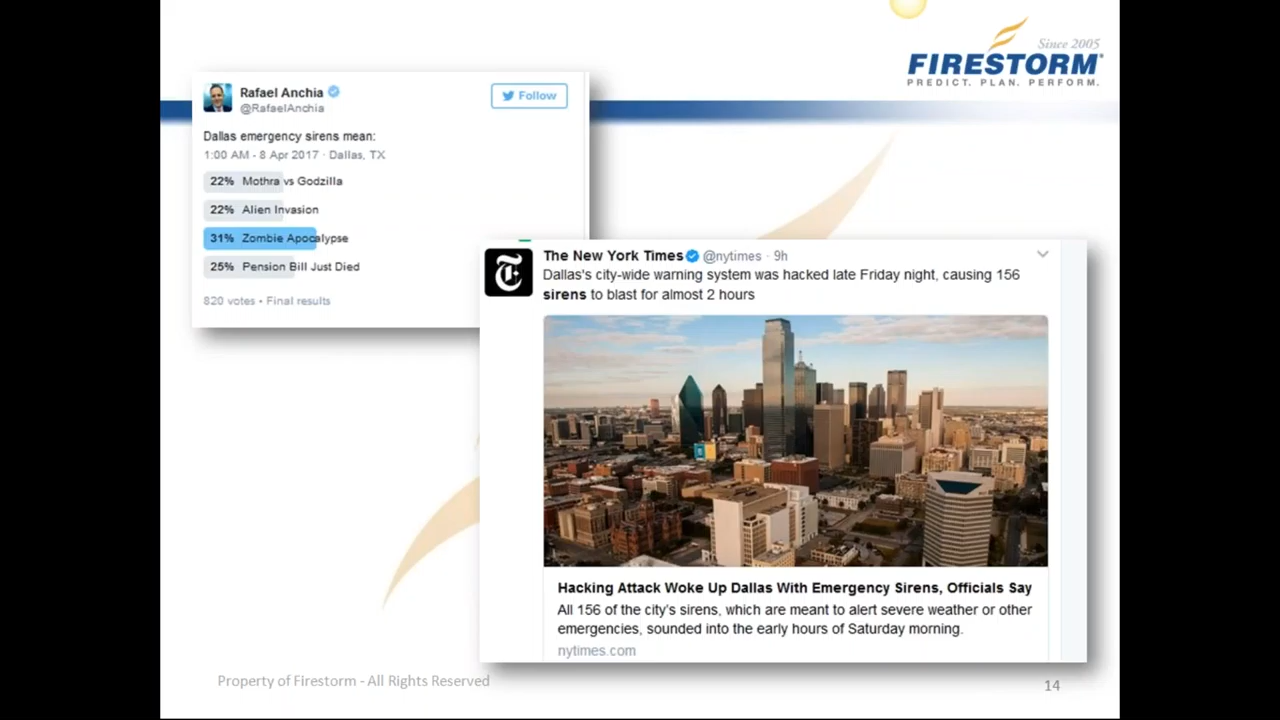 Since 2005
FIRESTORM
PREDICT. PLAN. PERFORM.
Rafael Anchia
@RafaelAnchia
Follow
Dallas emergency sirens mean:
1:00 AM - 8 Apr 2017 · Dallas, TX
22% Mothra vs Godzilla
22% Alien Invasion
31% Zombie Apocalypse
25% Pension Bill Just Died
820 votes • Final results
The New York Times @nytimes · 9h
Dallas's city-wide warning system was hacked late Friday night, causing 156
sirens to blast for almost 2 hours
Hacking Attack Woke Up Dallas With Emergency Sirens, Officials Say
All 156 of the city's sirens, which are meant to alert severe weather or other
emergencies, sounded into the early hours of Saturday morning.
nytimes.com
Property of Firestorm - All Rights Reserved
14